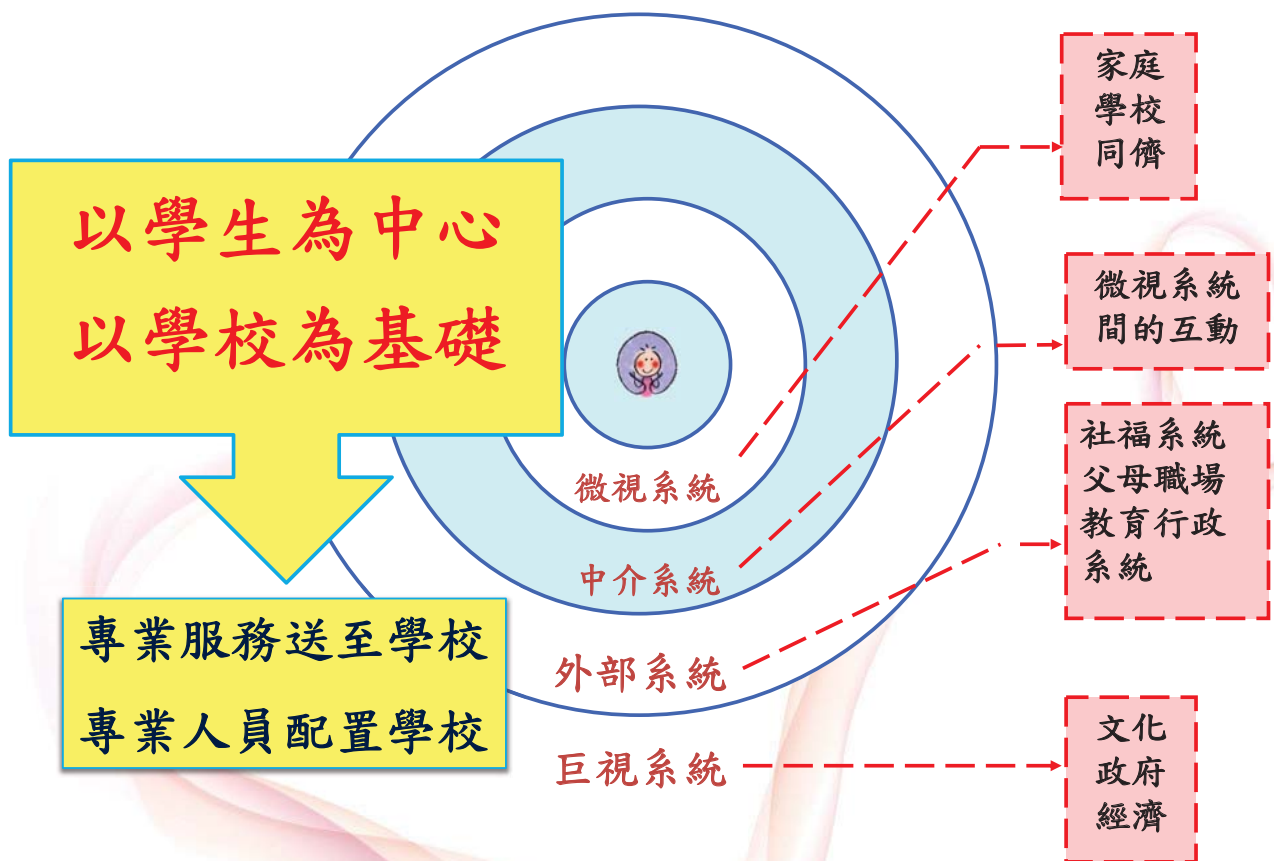 以學生為中心
以學校為基礎
專業服務送至學校
專業人員配置學校
微視系統
中介系統
外部系統
巨視系統
家庭
學校
同儕
微視系統
間的互動
社福系統
父母職場
教育行政
系統
文化
政府
經濟